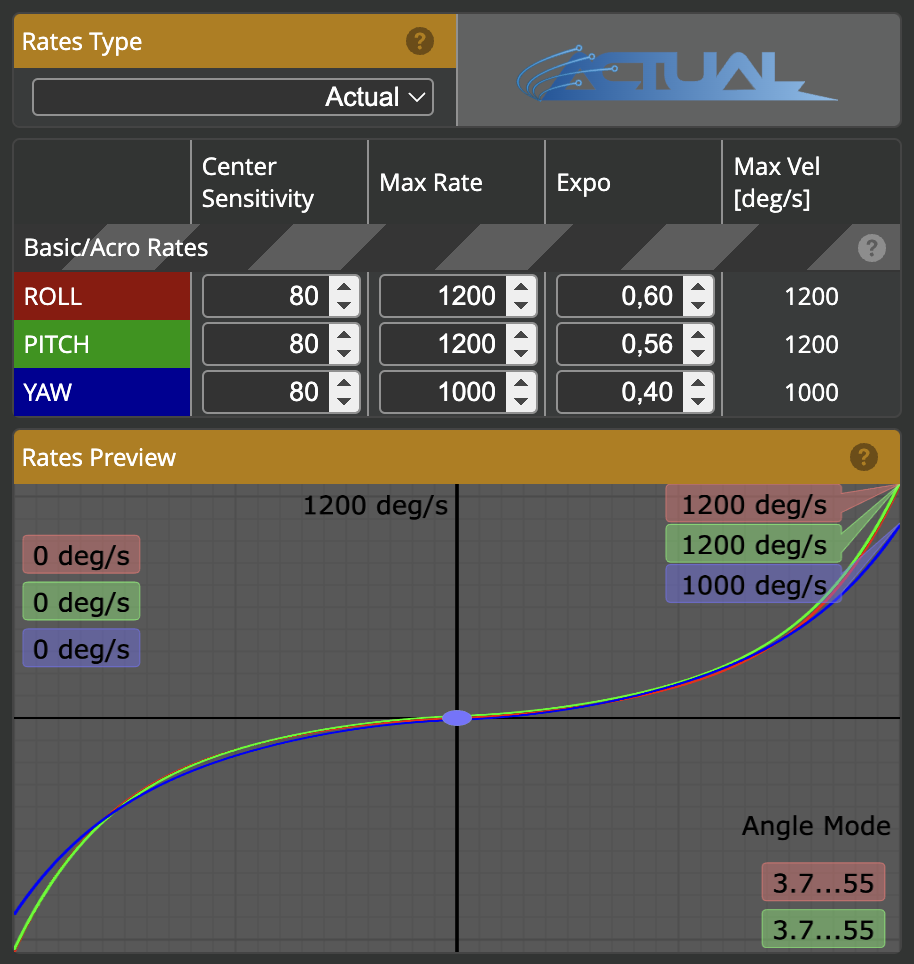 Rates Type ?
Actual
ACTUAL
Center Sensitivity Max Rate Expo Max Vel [deg/s]
Basic/Acro Rates ?
ROLL 80 1200 0,60 1200
PITCH 80 1200 0,56 1200
YAW 80 1000 0,40 1000
Rates Preview ?
1200 deg/s 1200 deg/s
0 deg/s 1200 deg/s
0 deg/s 1000 deg/s
0 deg/s
Angle Mode
3.7...55
3.7...55